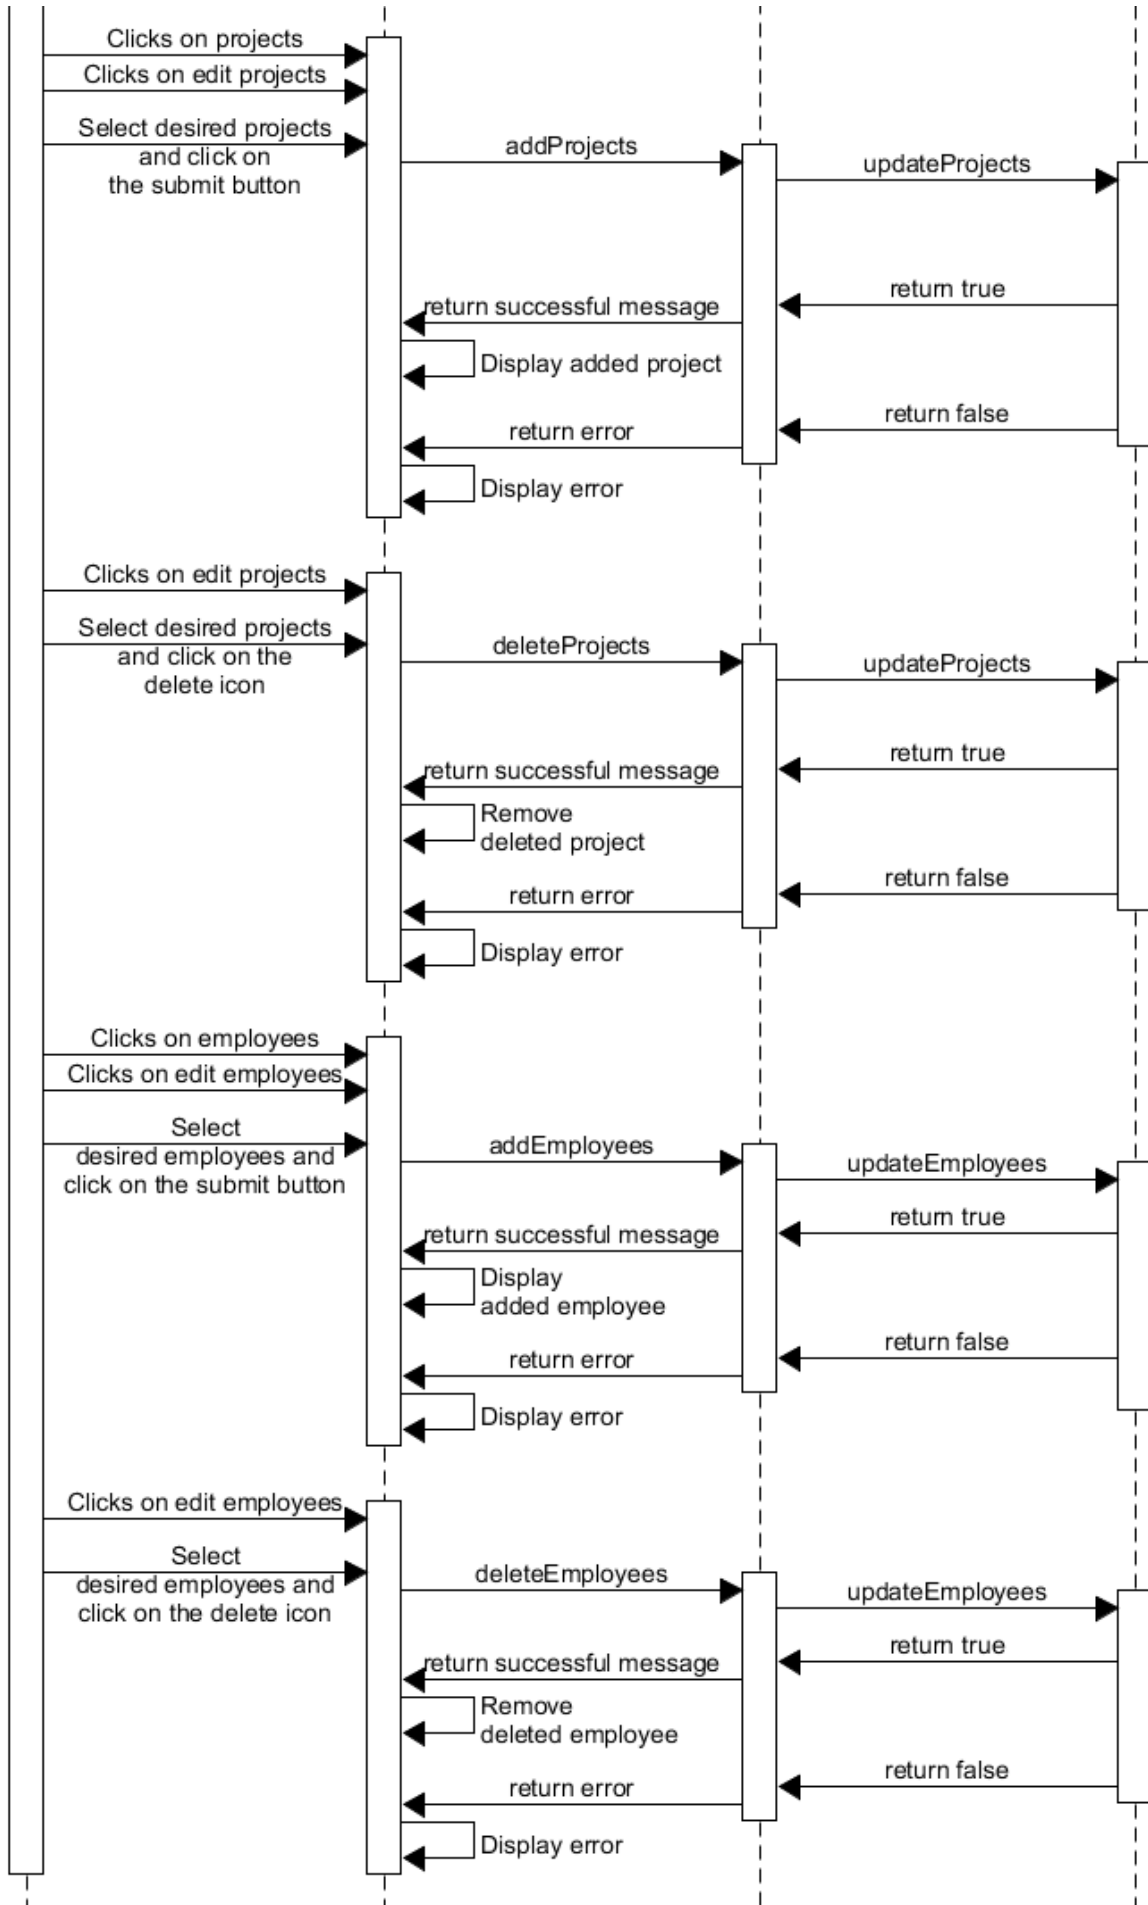 Clicks on projects
Clicks on edit projects
Select desired projects
and click on
the submit button
addProjects
updateProjects
return true
return successful message
Display added project
return false
return error
Display error
Clicks on edit projects
Select desired projects
and click on the
delete icon
deleteProjects
updateProjects
return true
return successful message
Remove
deleted project
return false
return error
Display error
Clicks on employees
Clicks on edit employees
Select
desired employees and
click on the submit button
addEmployees
updateEmployees
return true
return successful message
Display
added employee
return false
return error
Display error
Clicks on edit employees
Select
desired employees and
click on the delete icon
deleteEmployees
updateEmployees
return true
return successful message
Remove
deleted employee
return false
return error
Display error